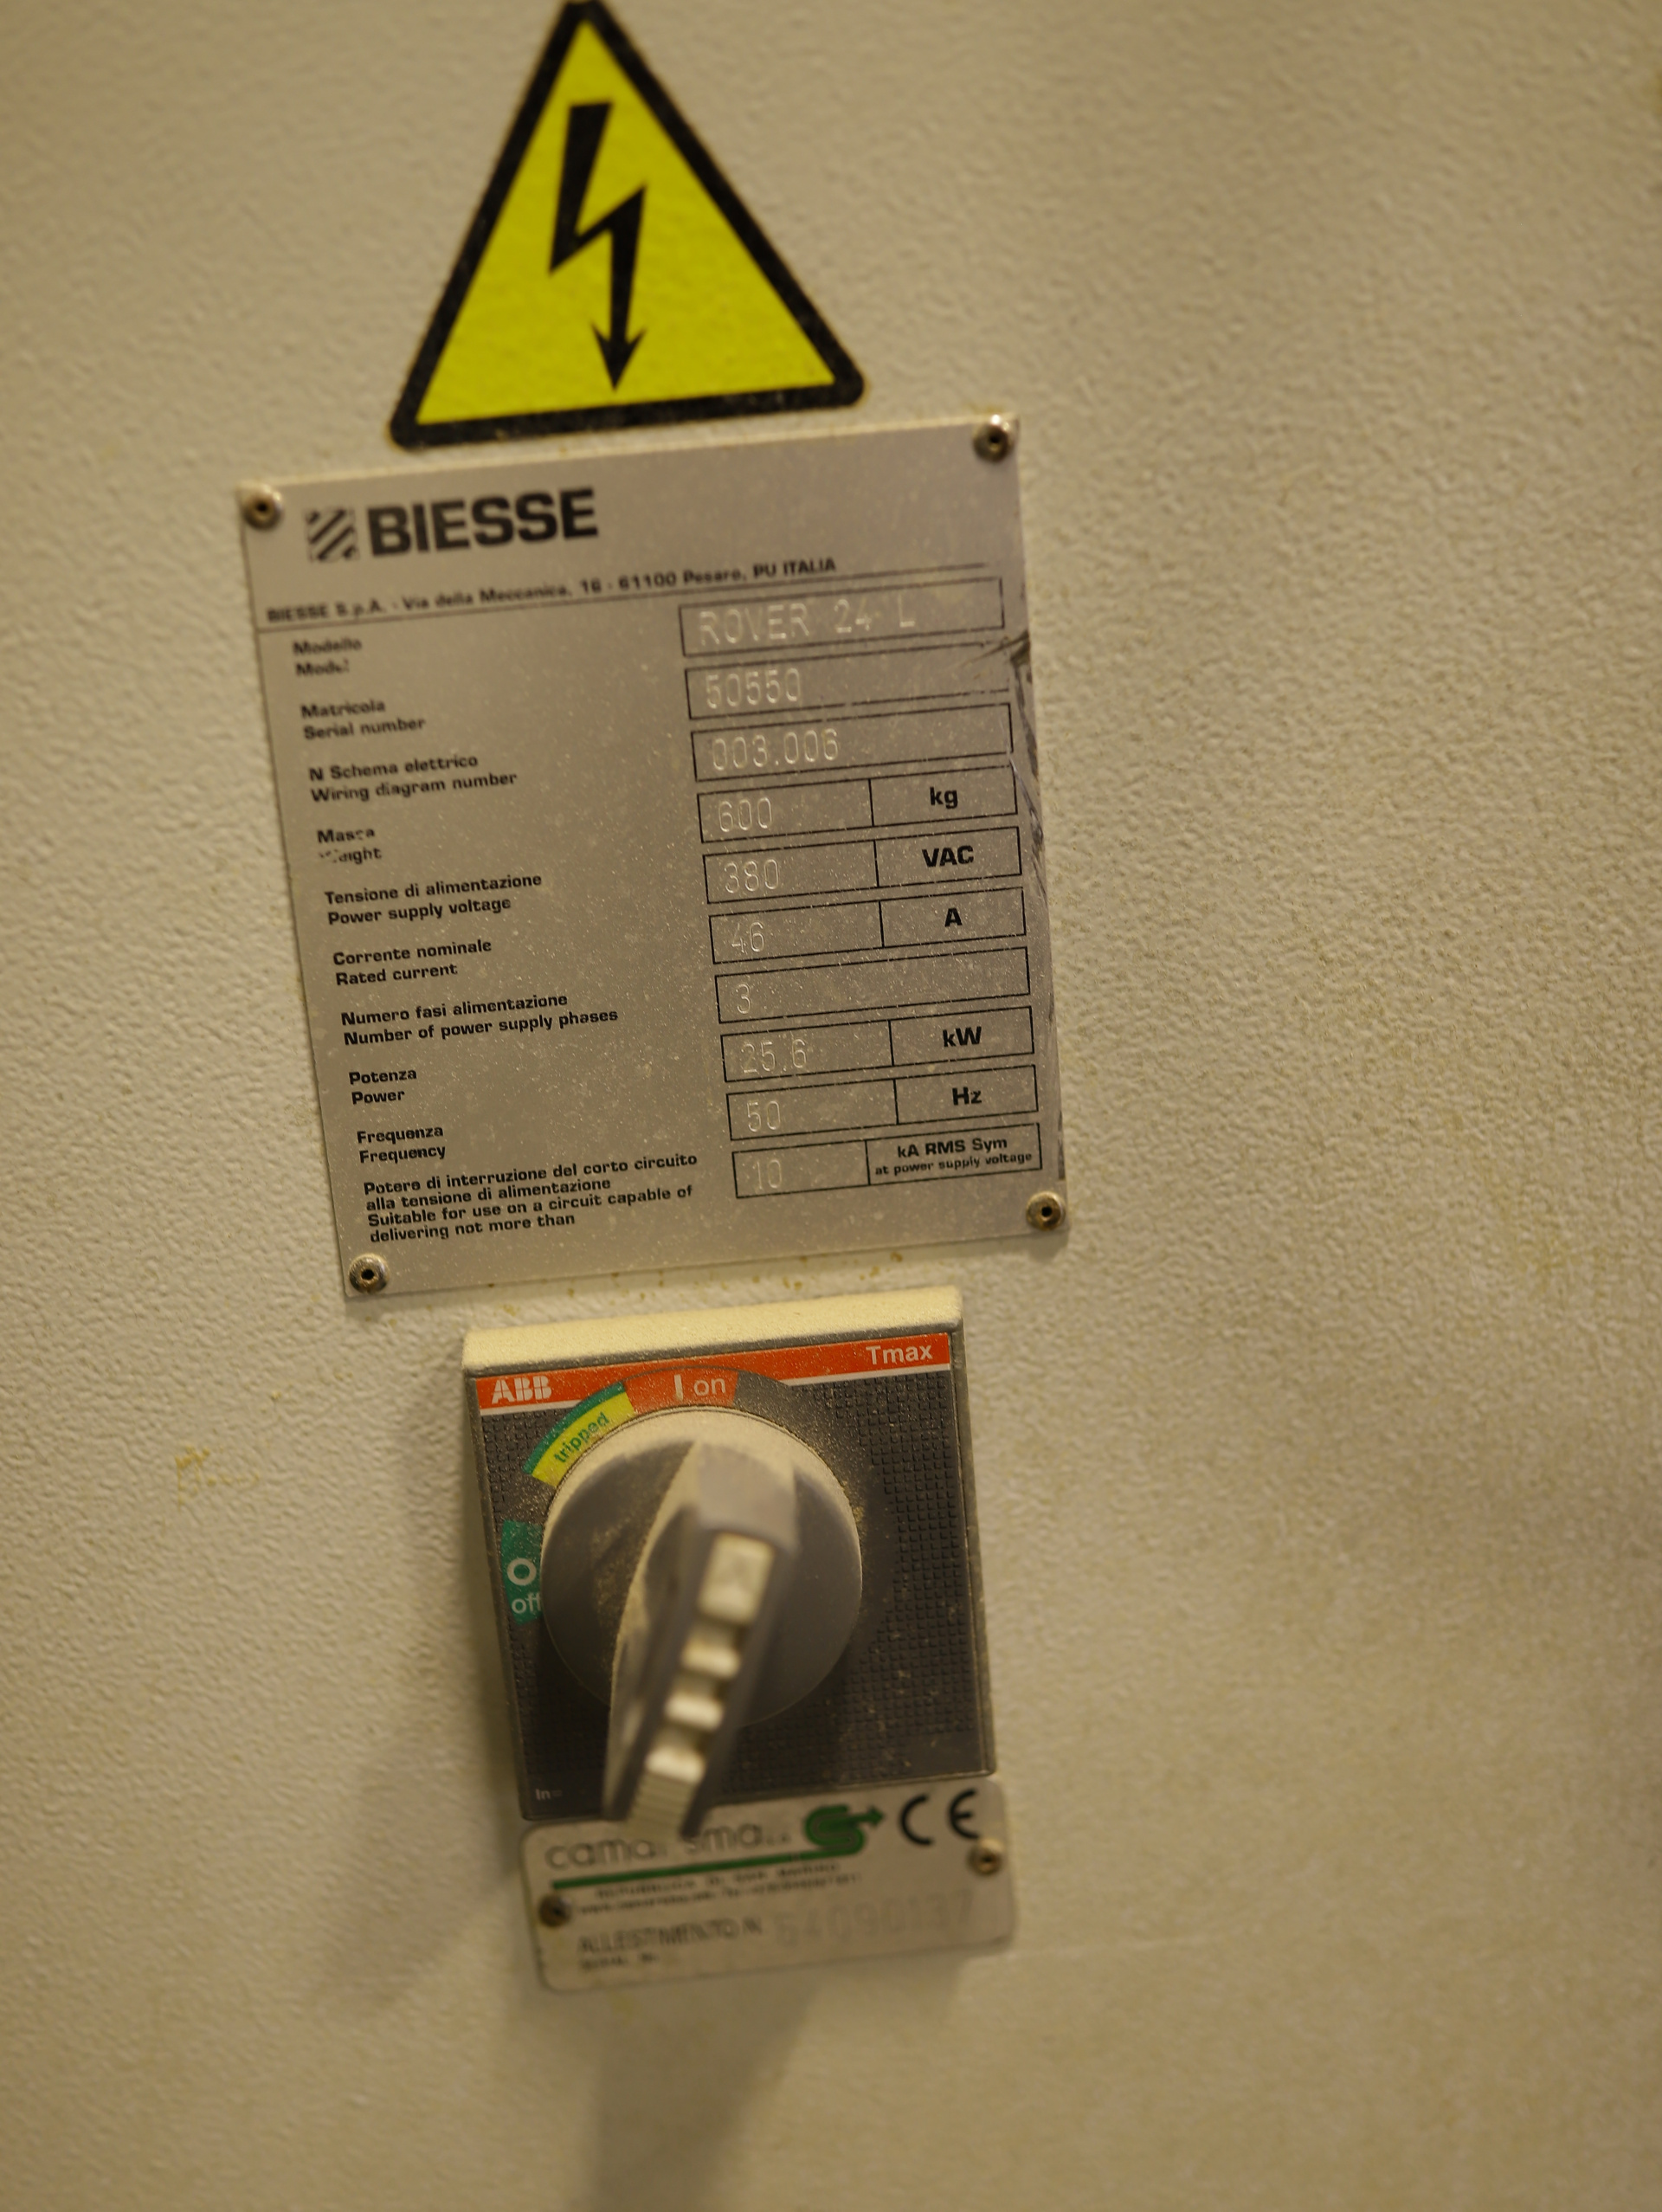 BIESSE
BIESSE S.p.A. - Via della Meccanica, 16 - 61100 Pesaro, PU ITALIA
Modello
Model
ROVER 24 L
Matricola
Serial number
50550
N Schema elettrico
Wiring diagram number
003.006
Massa
Weight
600 kg
Tensione di alimentazione
Power supply voltage
380 VAC
Corrente nominale
Rated current
46 A
Numero fasi alimentazione
Number of power supply phases
3
Potenza
Power
25.6 kW
Frequenza
Frequency
50 Hz
Potere di interruzione del corto circuito
alla tensione di alimentazione
Suitable for use on a circuit capable of
delivering not more than
10
kA RMS Sym
at power supply voltage
ABB Tmax
I on
tripped
O
off
In=
CE
ALLESTIMENTO N